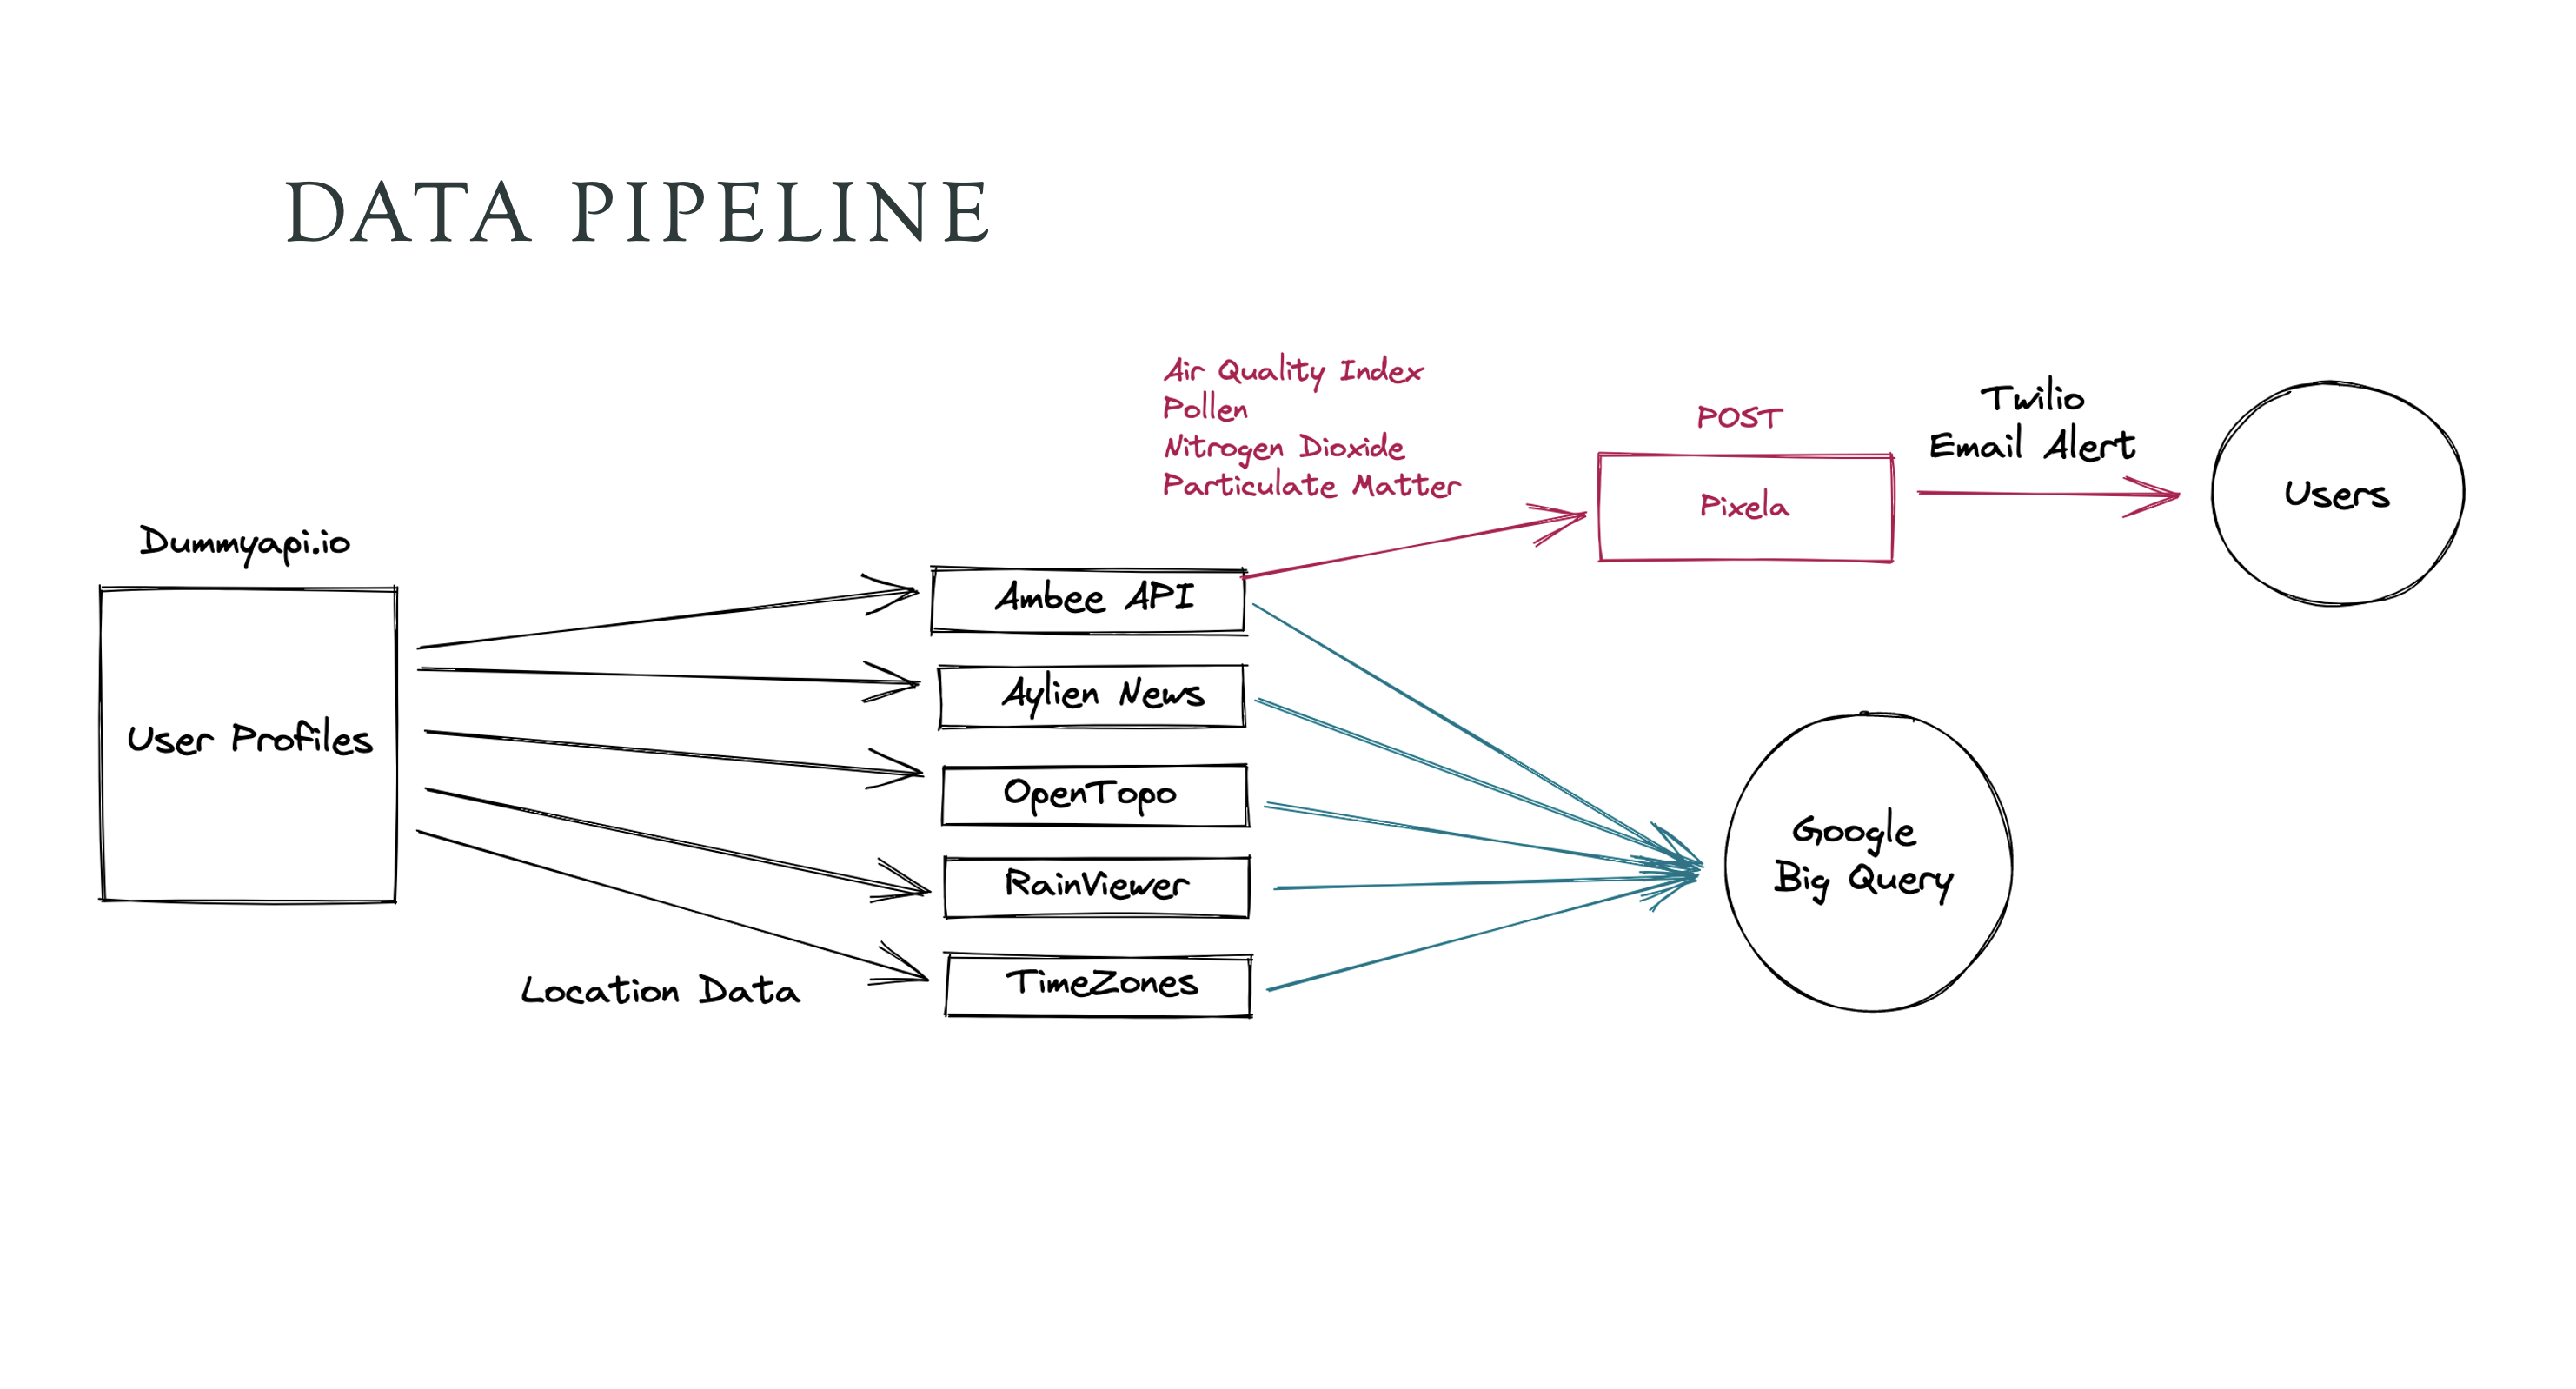 DATA PIPELINE
Dummyapi.io
User Profiles
Location Data
Ambee API
Aylien News
OpenTopo
RainViewer
TimeZones
Air Quality Index
Pollen
Nitrogen Dioxide
Particulate Matter
POST
Pixela
Twilio
Email Alert
Users
Google
Big Query